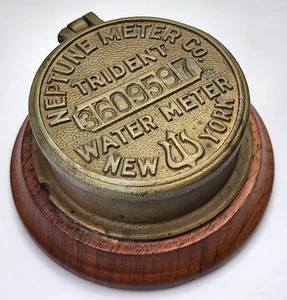 NEPTUNE METER CO.
TRIDENT
3609597
WATER METER
NEW YORK